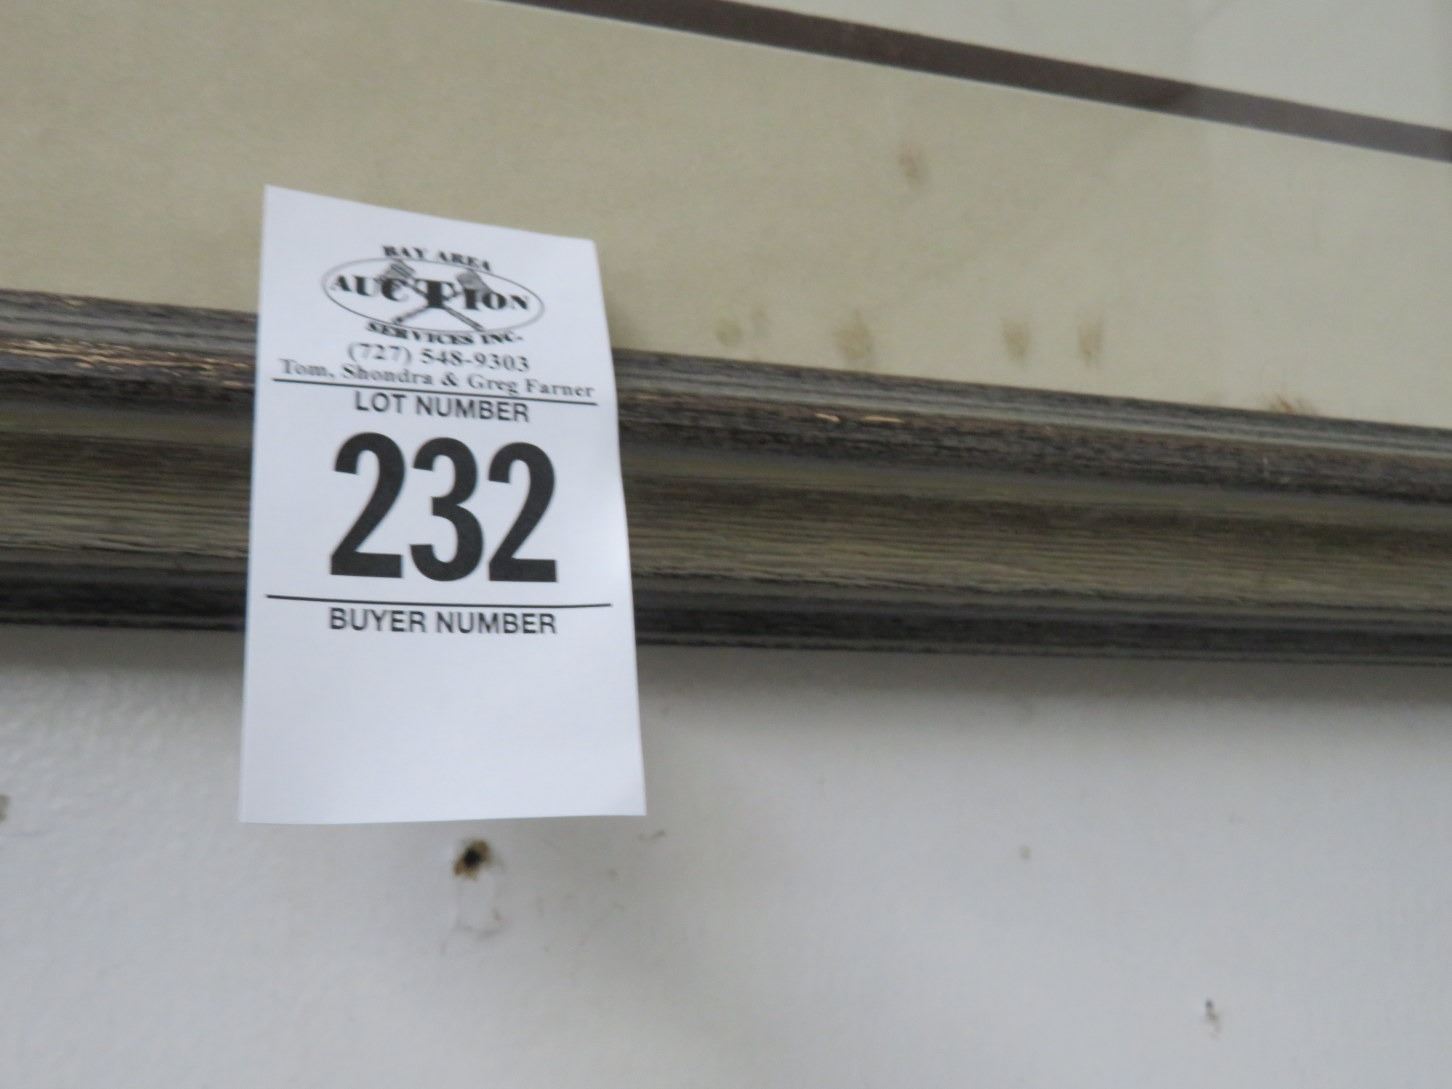 BAY AREA
AUCTION
SERVICES INC.
(727) 548-9303
Tom, Shondra & Greg Farner
LOT NUMBER
232
BUYER NUMBER